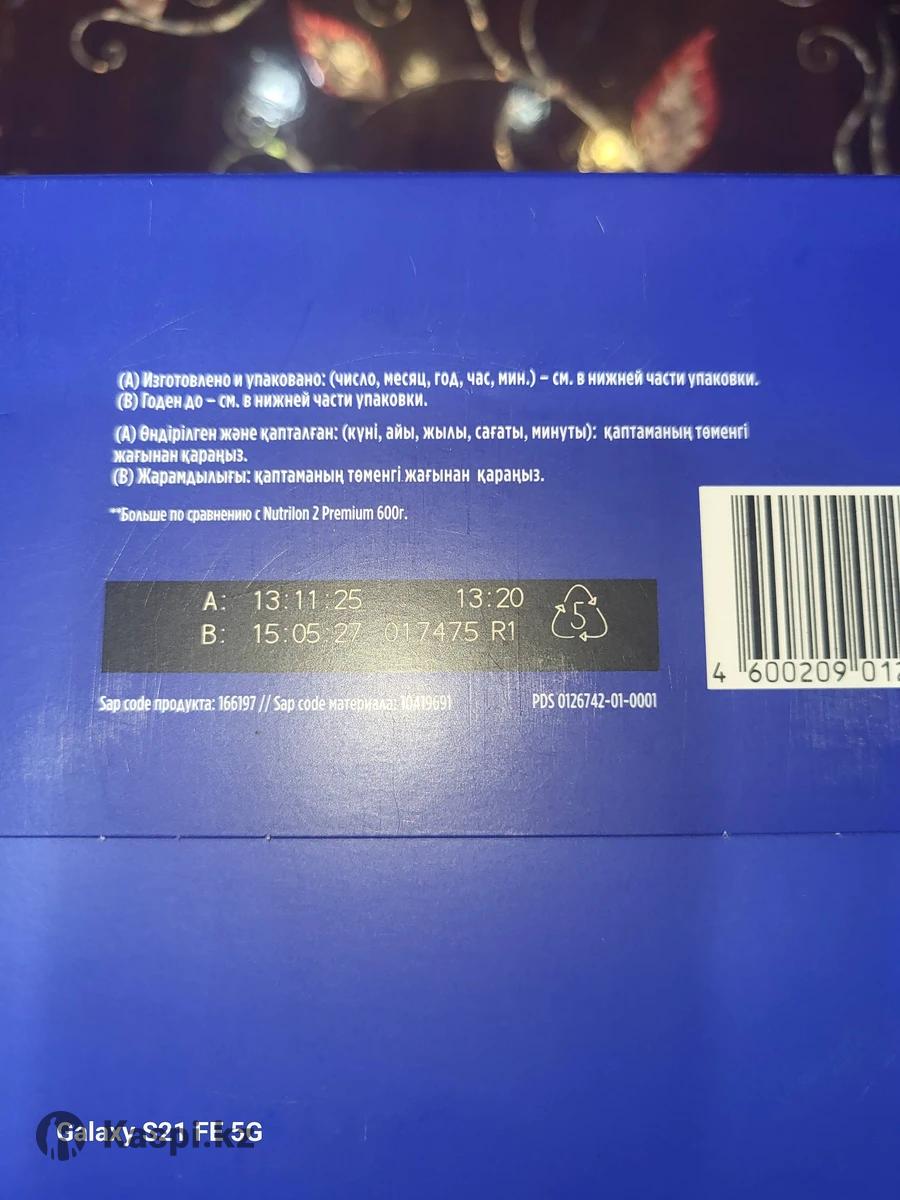 (A) Изготовлено и упаковано: (число, месяц, год, час, мин.) – см. в нижней части упаковки.
(B) Годен до – см. в нижней части упаковки.
(A) Өндірілген және қапталған: (күні, айы, жылы, сағаты, минуты): қаптаманың төменгі
жағынан қараңыз.
(B) Жарамдылығы: қаптаманың төменгі жағынан қараңыз.
**Больше по сравнению с Nutrilon 2 Premium 600г.
A: 13:11:25 13:20
B: 15:05:27 017475 R1
5
4 600209 012
Sap code продукта: 166197 // Sap code материала: 10419691 PDS 0126742-01-0001
Galaxy S21 FE 5G
Kaspi.kz